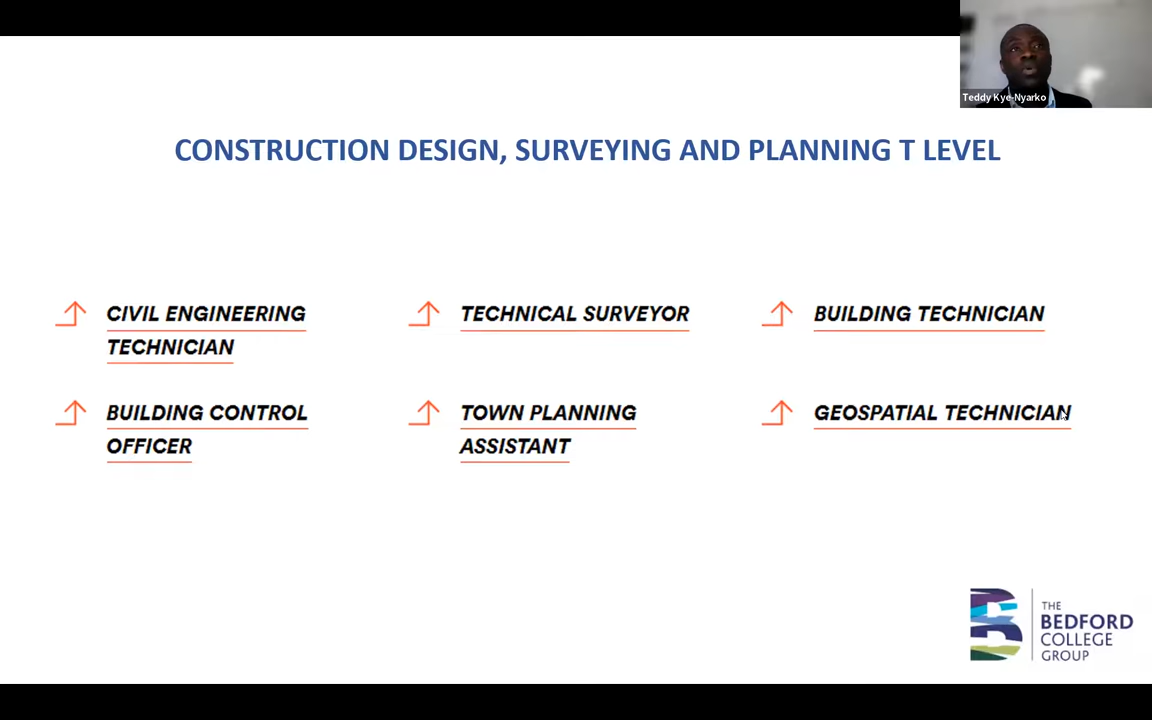 Teddy Kye-Nyarko
CONSTRUCTION DESIGN, SURVEYING AND PLANNING T LEVEL
CIVIL ENGINEERING
TECHNICIAN
TECHNICAL SURVEYOR
BUILDING TECHNICIAN
BUILDING CONTROL
OFFICER
TOWN PLANNING
ASSISTANT
GEOSPATIAL TECHNICIAN
THE
BEDFORD
COLLEGE
GROUP